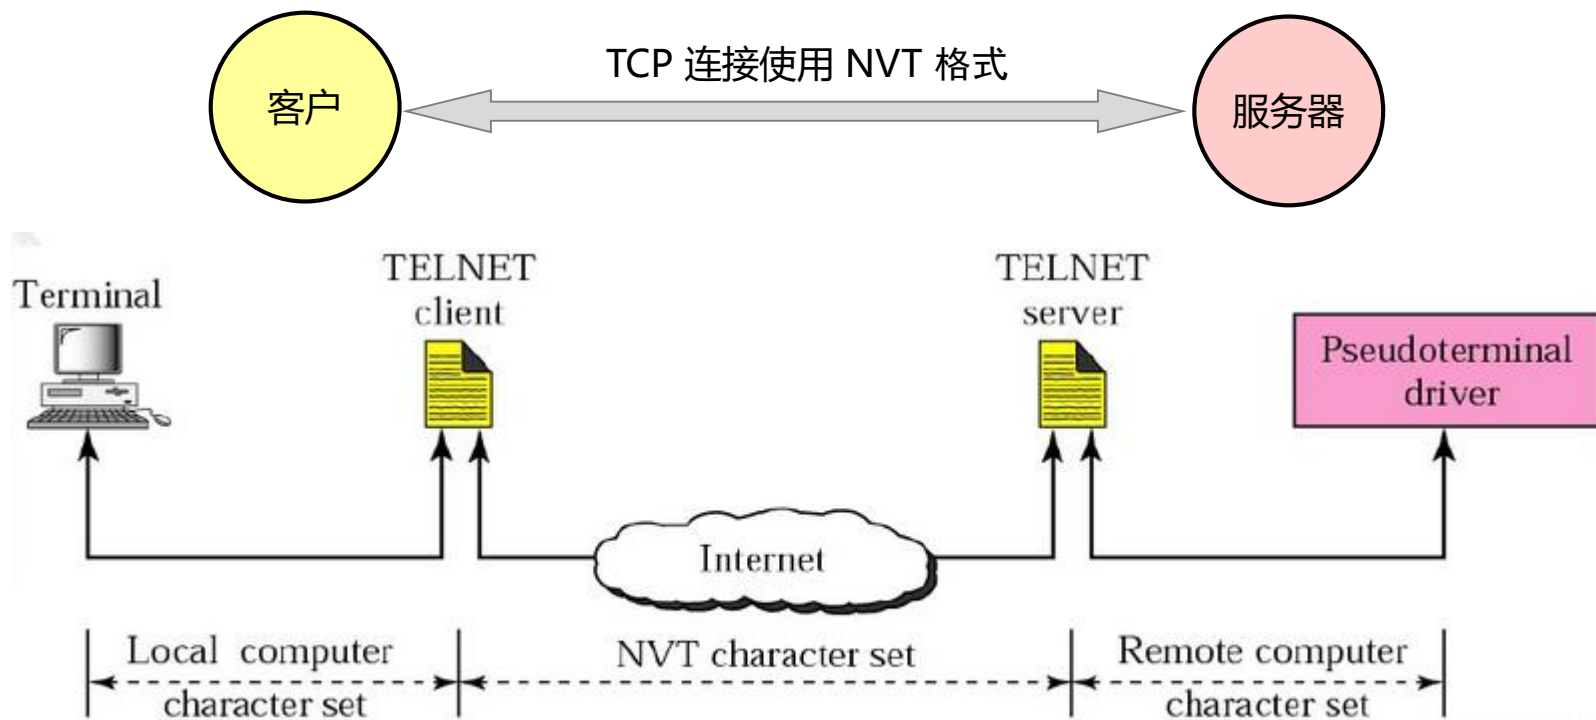 TCP 连接使用 NVT 格式
客户
服务器
Terminal
TELNET
client
TELNET
server
Pseudoterminal
driver
Internet
Local computer
character set
NVT character set
Remote computer
character set